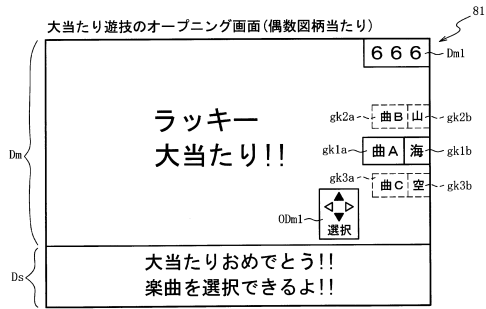 大当たり遊技のオープニング画面(偶数図柄当たり)
81
666
Dm1
ラッキー
大当たり!!
gk2a 曲B 山 gk2b
gk1a 曲A 海 gk1b
gk3a 曲C 空 gk3b
Dm
ODm1
選択
Ds
大当たりおめでとう!!
楽曲を選択できるよ!!